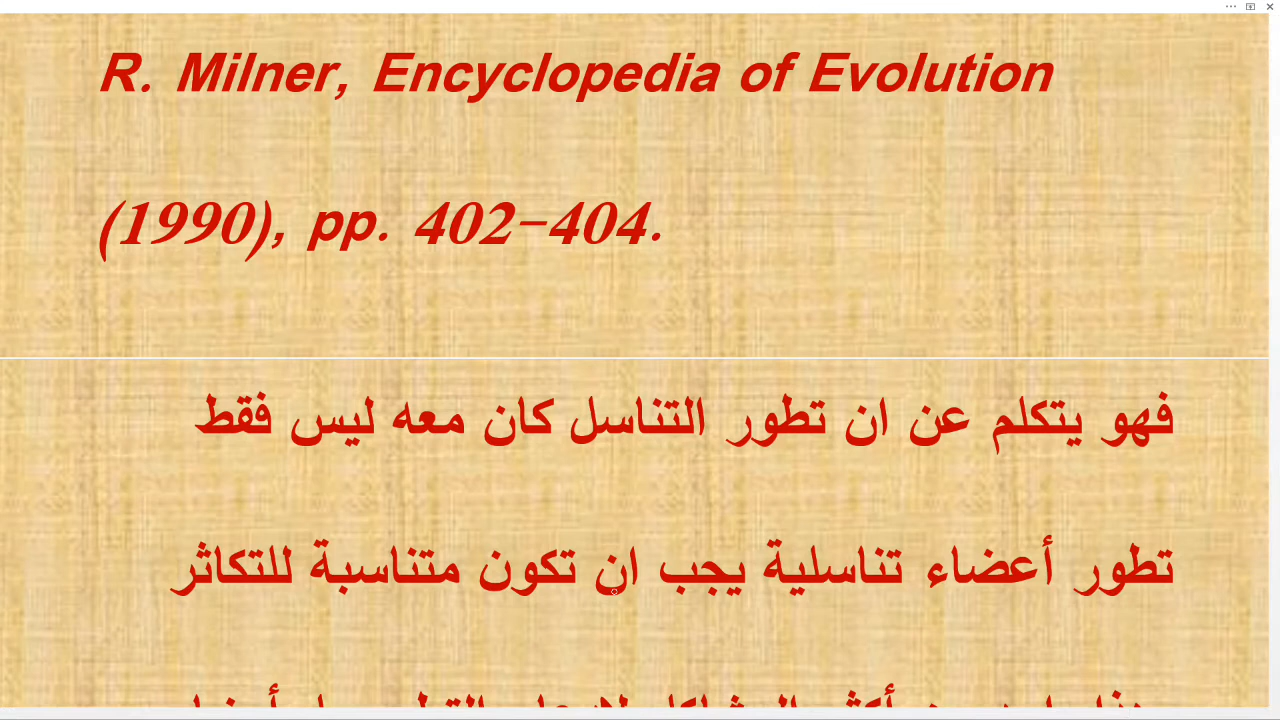 R. Milner, Encyclopedia of Evolution
(1990), pp. 402-404.
فهو يتكلم عن ان تطور التناسل كان معه ليس فقط
تطور أعضاء تناسلية يجب ان تكون متناسبة للتكاثر